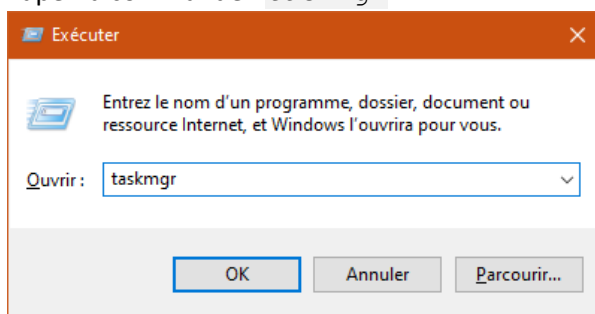 Exécuter
Entrez le nom d'un programme, dossier, document ou
ressource Internet, et Windows l'ouvrira pour vous.
Ouvrir : taskmgr
OK Annuler Parcourir...